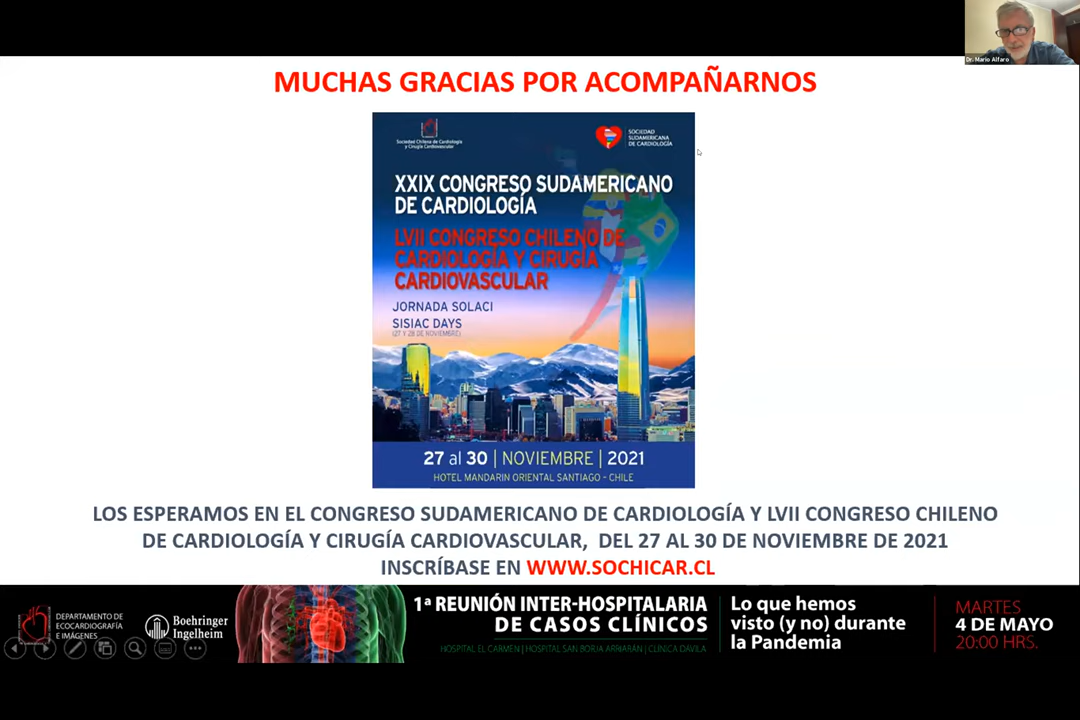 Dr. Mario Alfaro
MUCHAS GRACIAS POR ACOMPAÑARNOS
Sociedad Chilena de Cardiología
y Cirugía Cardiovascular
SOCIEDAD
SUDAMERICANA
DE CARDIOLOGÍA
XXIX CONGRESO SUDAMERICANO
DE CARDIOLOGÍA
LVII CONGRESO CHILENO DE
CARDIOLOGÍA Y CIRUGÍA
CARDIOVASCULAR
JORNADA SOLACI
SISIAC DAYS
(27 Y 28 DE NOVIEMBRE)
27 al 30 | NOVIEMBRE | 2021
HOTEL MANDARIN ORIENTAL SANTIAGO - CHILE
LOS ESPERAMOS EN EL CONGRESO SUDAMERICANO DE CARDIOLOGÍA Y LVII CONGRESO CHILENO
DE CARDIOLOGÍA Y CIRUGÍA CARDIOVASCULAR, DEL 27 AL 30 DE NOVIEMBRE DE 2021
INSCRÍBASE EN WWW.SOCHICAR.CL
DEPARTAMENTO DE
ECOCARDIOGRAFÍA
E IMÁGENES
Boehringer
Ingelheim
1ª REUNIÓN INTER-HOSPITALARIA
DE CASOS CLÍNICOS
HOSPITAL EL CARMEN | HOSPITAL SAN BORJA ARRIARÁN | CLÍNICA DÁVILA
Lo que hemos
visto (y no) durante
la Pandemia
MARTES
4 DE MAYO
20:00 HRS.